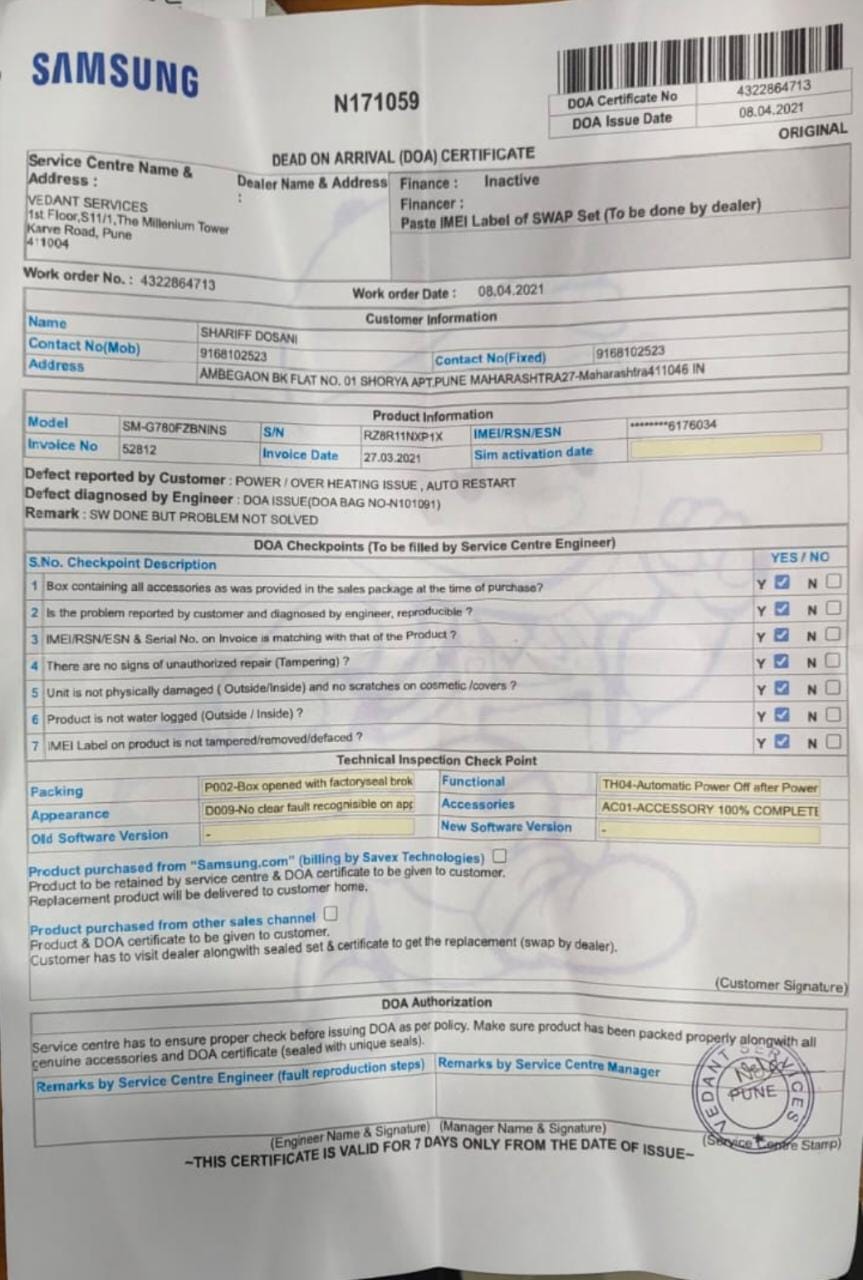 SAMSUNG
N171059
DOA Certificate No 4322864713
DOA Issue Date 08.04.2021
ORIGINAL
DEAD ON ARRIVAL (DOA) CERTIFICATE
Service Centre Name &
Address :
VEDANT SERVICES
1st Floor,S11/1,The Millenium Tower
Karve Road, Pune
411004
Dealer Name & Address
:
Finance : Inactive
Financer :
Paste IMEI Label of SWAP Set (To be done by dealer)
Work order No. : 4322864713
Work order Date : 08.04.2021
Customer Information
Name SHARIFF DOSANI
Contact No(Mob) 9168102523 Contact No(Fixed) 9168102523
Address AMBEGAON BK FLAT NO. 01 SHORYA APT.PUNE MAHARASHTRA27-Maharashtra411046 IN
Product Information
Model SM-G780FZBNINS S/N RZ8R11NXP1X IMEI/RSN/ESN ********6176034
Invoice No 52812 Invoice Date 27.03.2021 Sim activation date
Defect reported by Customer : POWER / OVER HEATING ISSUE , AUTO RESTART
Defect diagnosed by Engineer : DOA ISSUE(DOA BAG NO-N101091)
Remark : SW DONE BUT PROBLEM NOT SOLVED
DOA Checkpoints (To be filled by Service Centre Engineer)
S.No. Checkpoint Description YES / NO
1 Box containing all accessories as was provided in the sales package at the time of purchase? Y N
2 Is the problem reported by customer and diagnosed by engineer, reproducible ? Y N
3 IMEI/RSN/ESN & Serial No. on Invoice is matching with that of the Product ? Y N
4 There are no signs of unauthorized repair (Tampering) ? Y N
5 Unit is not physically damaged ( Outside/Inside) and no scratches on cosmetic /covers ? Y N
6 Product is not water logged (Outside / Inside) ? Y N
7 IMEI Label on product is not tampered/removed/defaced ? Y N
Technical Inspection Check Point
Packing P002-Box opened with factoryseal brok Functional TH04-Automatic Power Off after Power
Appearance D009-No clear fault recognisible on app Accessories AC01-ACCESSORY 100% COMPLETE
Old Software Version - New Software Version -
Product purchased from "Samsung.com" (billing by Savex Technologies)
Product to be retained by service centre & DOA certificate to be given to customer.
Replacement product will be delivered to customer home.
Product purchased from other sales channel
Product & DOA certificate to be given to customer.
Customer has to visit dealer alongwith sealed set & certificate to get the replacement (swap by dealer).
(Customer Signature)
DOA Authorization
Service centre has to ensure proper check before issuing DOA as per policy. Make sure product has been packed properly alongwith all
genuine accessories and DOA certificate (sealed with unique seals).
Remarks by Service Centre Engineer (fault reproduction steps) Remarks by Service Centre Manager
VEDANT SERVICES
PUNE
(Engineer Name & Signature) (Manager Name & Signature) (Service Centre Stamp)
~THIS CERTIFICATE IS VALID FOR 7 DAYS ONLY FROM THE DATE OF ISSUE~